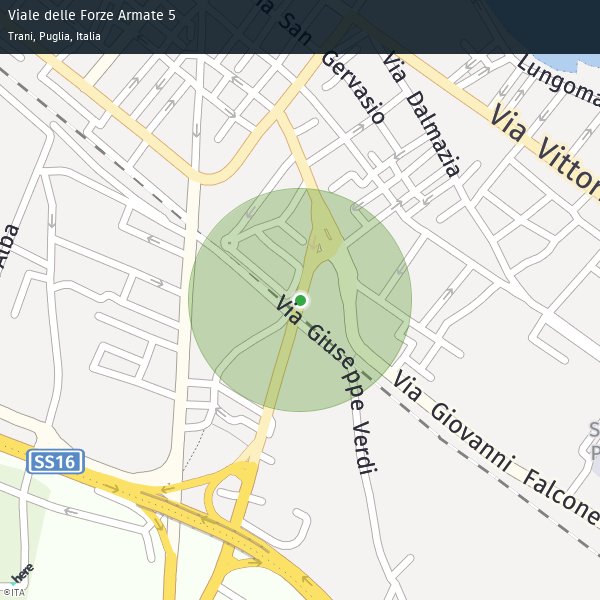 Viale delle Forze Armate 5
Trani, Puglia, Italia
Via San Gervasio
Via Dalmazia
Lungoma
Via Vittor
Alba
Via Giuseppe Verdi
Via Giovanni Falcone
SS16
S
P
here
©ITA